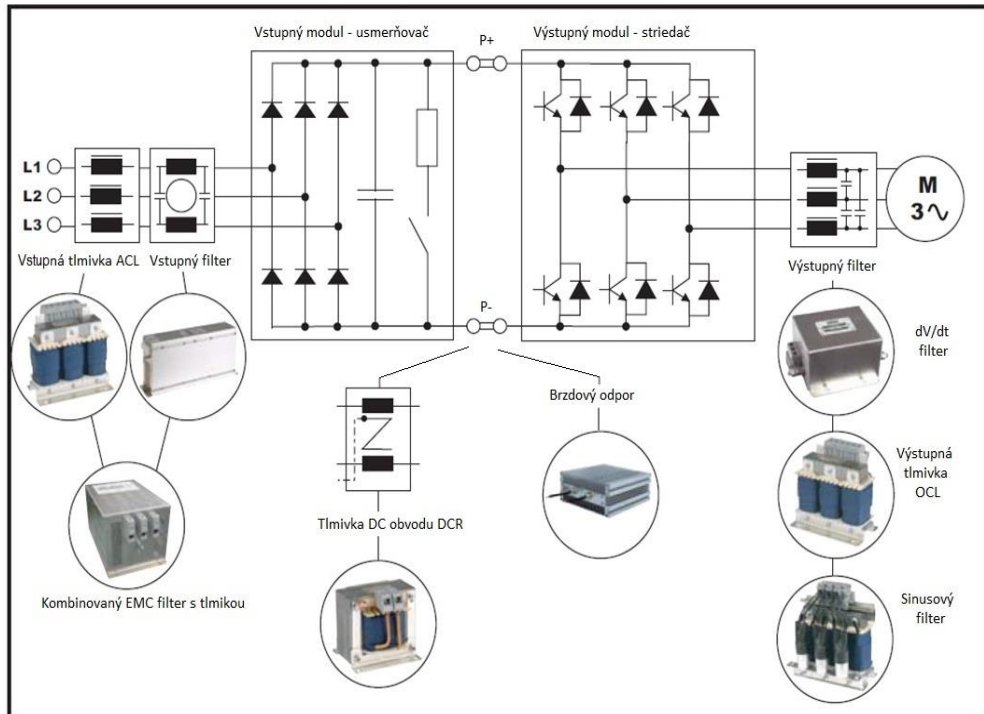 Vstupný modul - usmerňovač
P+
Výstupný modul - striedač
L1
L2
L3
M
3∿
Vstupná tlmivka ACL
Vstupný filter
Výstupný filter
P-
dV/dt
filter
Brzdový odpor
Výstupná
tlmivka
OCL
Tlmivka DC obvodu DCR
Kombinovaný EMC filter s tlmikou
Sinusový
filter